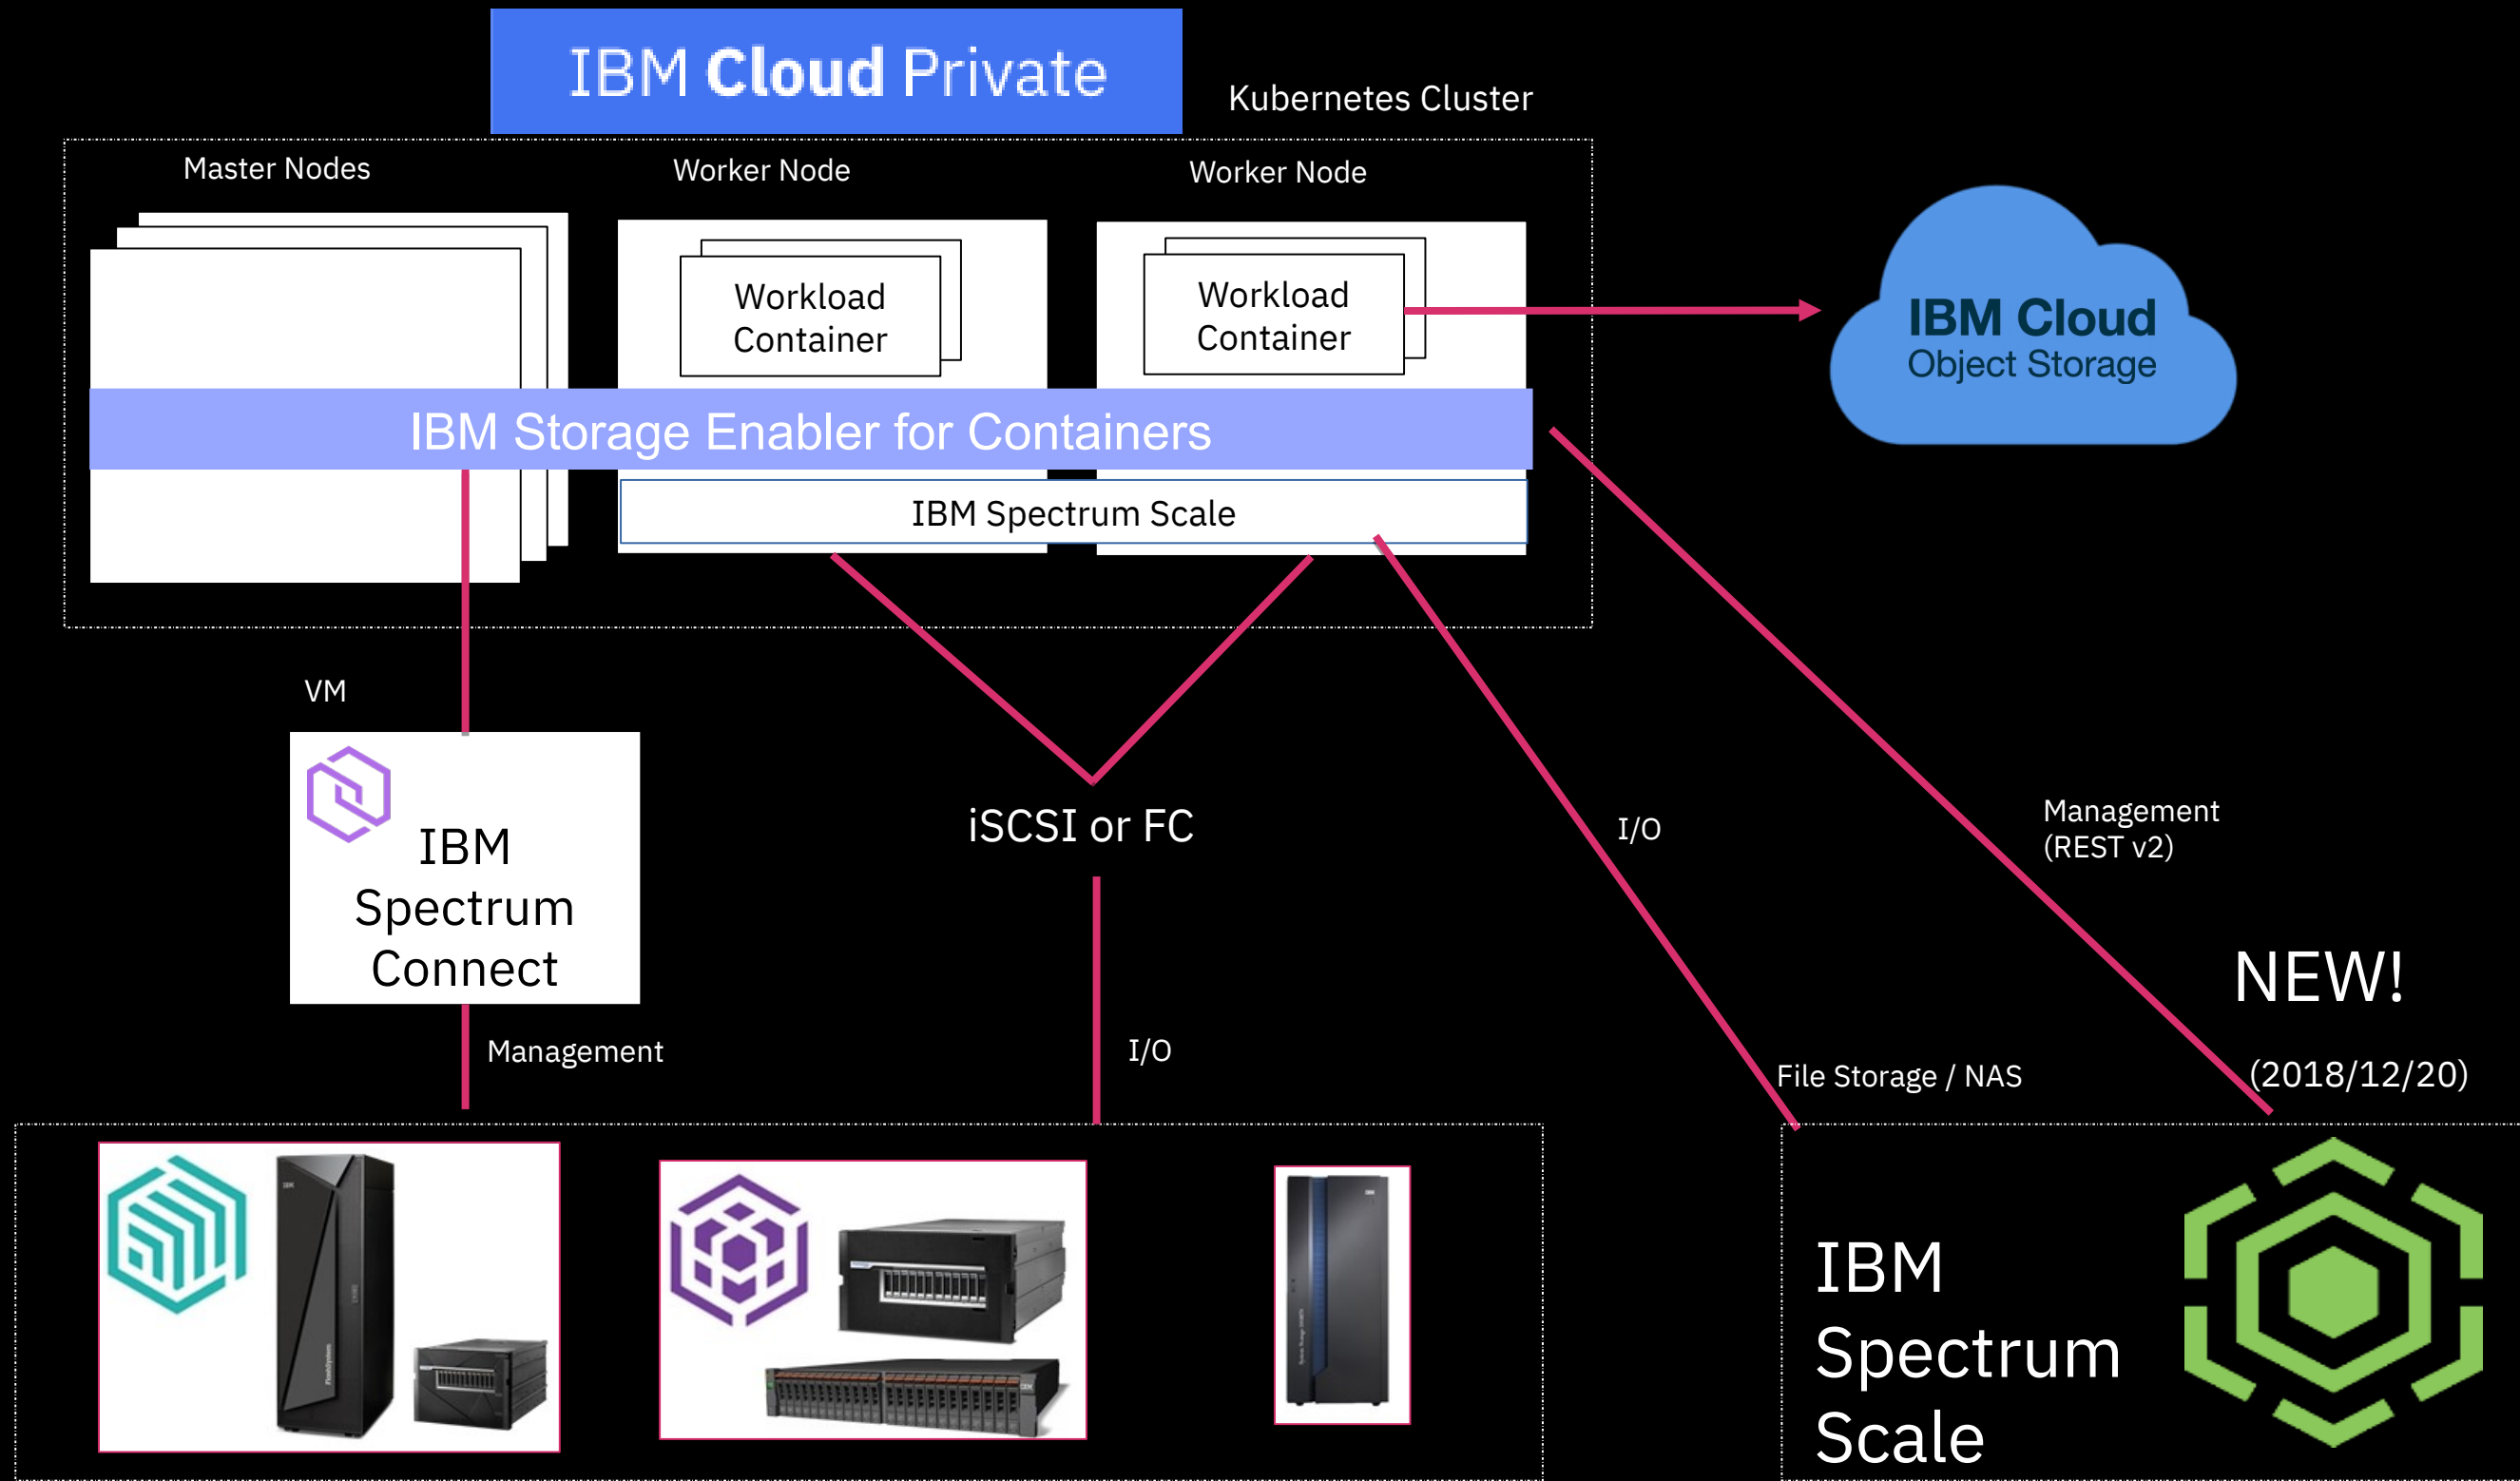 IBM Cloud Private
Kubernetes Cluster
Master Nodes
Worker Node
Worker Node
Workload
Container
Workload
Container
IBM Cloud
Object Storage
IBM Storage Enabler for Containers
IBM Spectrum Scale
VM
IBM
Spectrum
Connect
iSCSI or FC
I/O
Management
(REST v2)
NEW!
Management
I/O
File Storage / NAS
(2018/12/20)
IBM
Spectrum
Scale